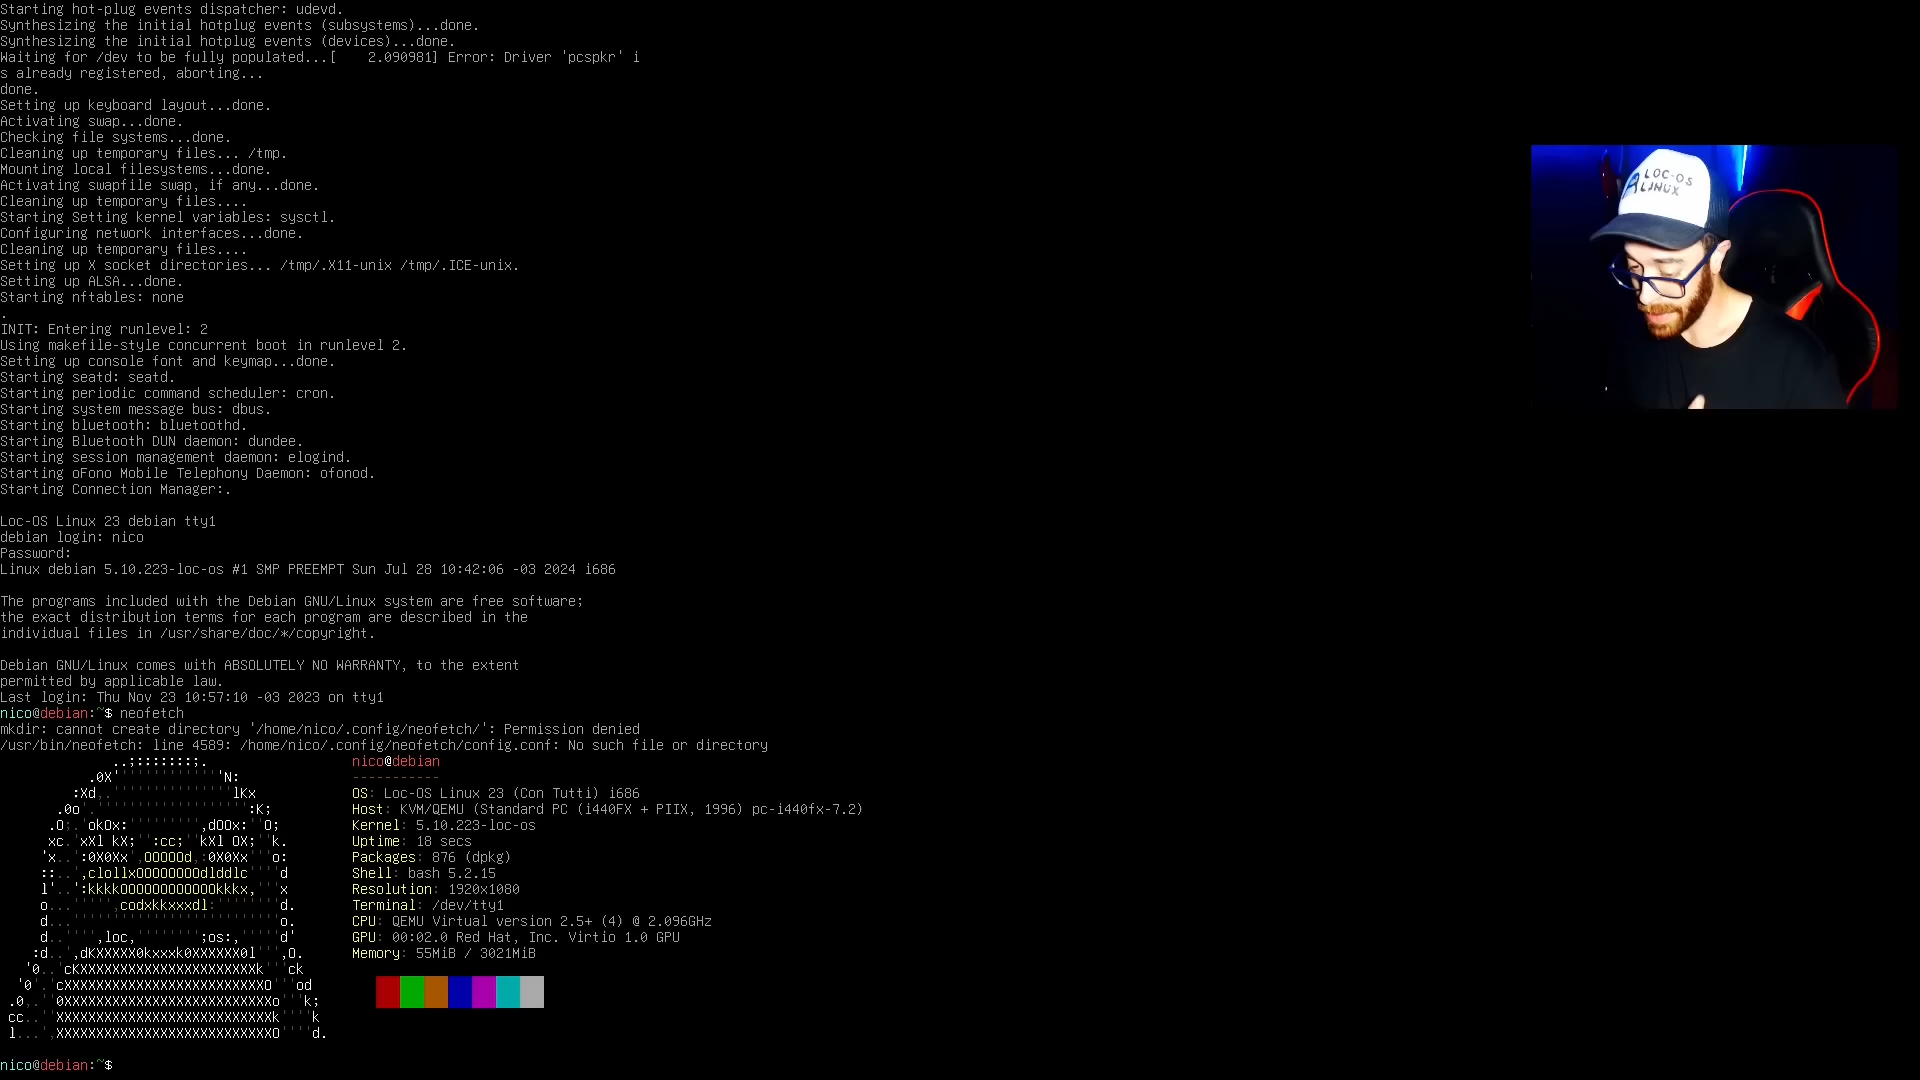 Starting hot-plug events dispatcher: udevd.
Synthesizing the initial hotplug events (subsystems)...done.
Synthesizing the initial hotplug events (devices)...done.
Waiting for /dev to be fully populated...[    2.090981] Error: Driver 'pcspkr' i
s already registered, aborting...
done.
Setting up keyboard layout...done.
Activating swap...done.
Checking file systems...done.
Cleaning up temporary files... /tmp.
Mounting local filesystems...done.
Activating swapfile swap, if any...done.
Cleaning up temporary files....
Starting Setting kernel variables: sysctl.
Configuring network interfaces...done.
Cleaning up temporary files....
Setting up X socket directories... /tmp/.X11-unix /tmp/.ICE-unix.
Setting up ALSA...done.
Starting nftables: none
.
INIT: Entering runlevel: 2
Using makefile-style concurrent boot in runlevel 2.
Setting up console font and keymap...done.
Starting seatd: seatd.
Starting periodic command scheduler: cron.
Starting system message bus: dbus.
Starting bluetooth: bluetoothd.
Starting Bluetooth DUN daemon: dundee.
Starting session management daemon: elogind.
Starting oFono Mobile Telephony Daemon: ofonod.
Starting Connection Manager:.
Loc-OS Linux 23 debian tty1
debian login: nico
Password:
Linux debian 5.10.223-loc-os #1 SMP PREEMPT Sun Jul 28 10:42:06 -03 2024 i686
The programs included with the Debian GNU/Linux system are free software;
the exact distribution terms for each program are described in the
individual files in /usr/share/doc/*/copyright.
Debian GNU/Linux comes with ABSOLUTELY NO WARRANTY, to the extent
permitted by applicable law.
Last login: Thu Nov 23 10:57:10 -03 2023 on tty1
nico@debian:~$ neofetch
mkdir: cannot create directory '/home/nico/.config/neofetch/': Permission denied
/usr/bin/neofetch: line 4589: /home/nico/.config/neofetch/config.conf: No such file or directory
nico@debian
-----------
OS: Loc-OS Linux 23 (Con Tutti) i686
Host: KVM/QEMU (Standard PC (i440FX + PIIX, 1996) pc-i440fx-7.2)
Kernel: 5.10.223-loc-os
Uptime: 18 secs
Packages: 876 (dpkg)
Shell: bash 5.2.15
Resolution: 1920x1080
Terminal: /dev/tty1
CPU: QEMU Virtual version 2.5+ (4) @ 2.096GHz
GPU: 00:02.0 Red Hat, Inc. Virtio 1.0 GPU
Memory: 55MiB / 3021MiB
nico@debian:~$
LOC-OS
LINUX